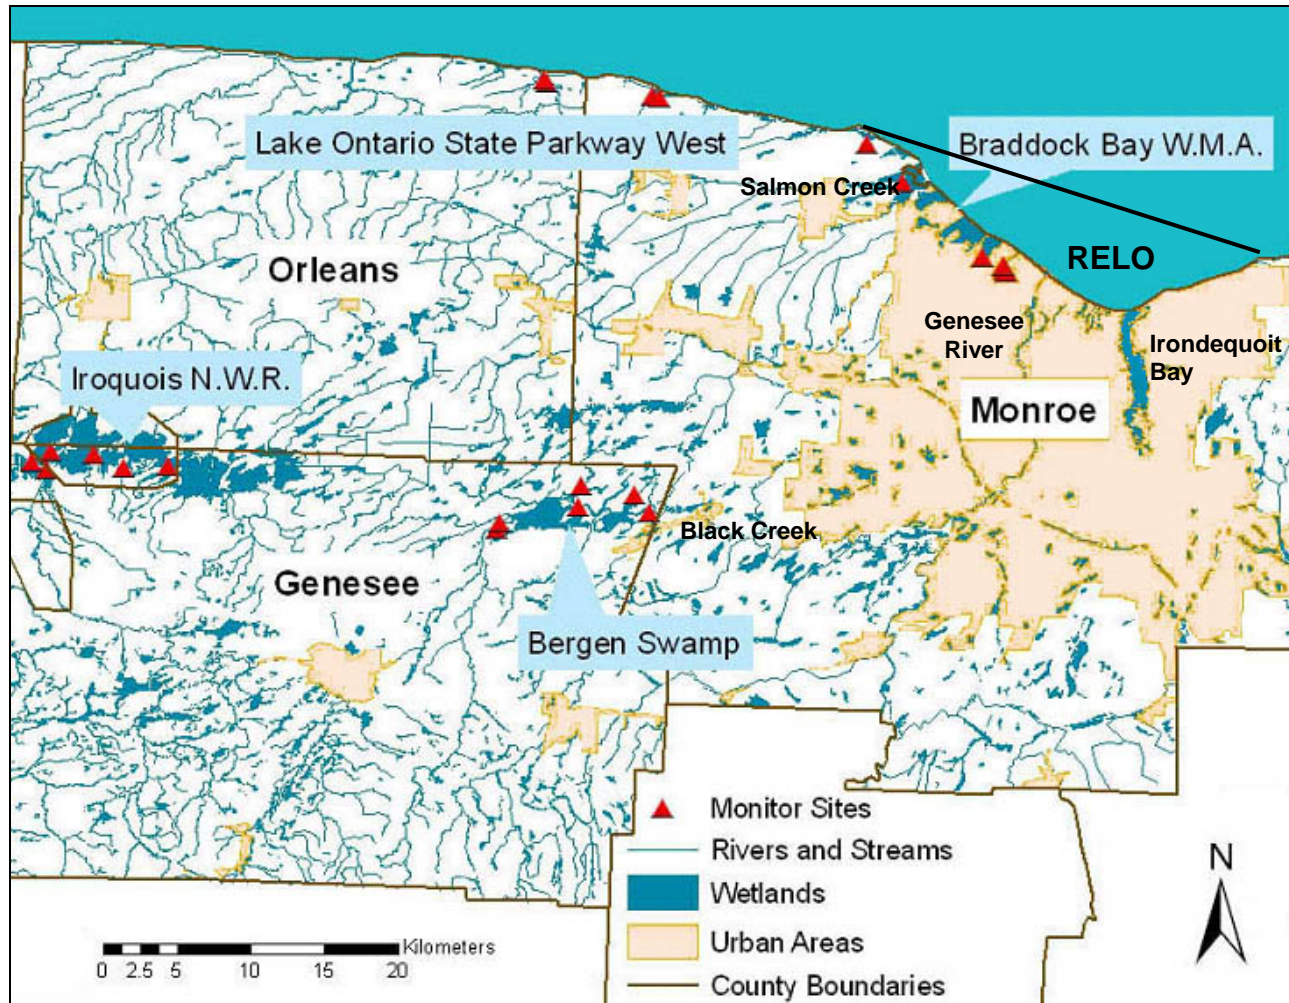 Lake Ontario State Parkway West
Braddock Bay W.M.A.
Salmon Creek
RELO
Orleans
Genesee
River
Irondequoit
Bay
Iroquois N.W.R.
Monroe
Black Creek
Genesee
Bergen Swamp
Monitor Sites
Rivers and Streams
Wetlands
Urban Areas
County Boundaries
N
Kilometers
0 2.5 5 10 15 20